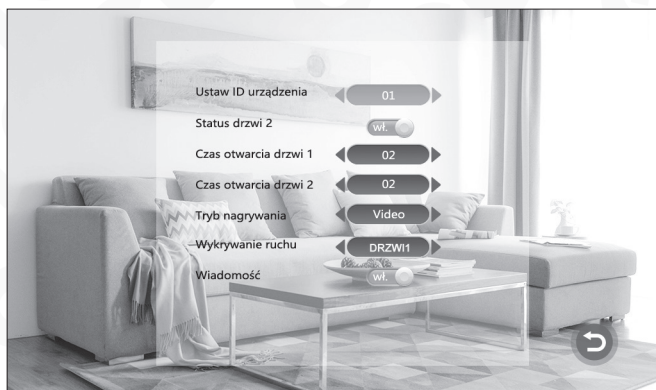 Ustaw ID urządzenia 01
Status drzwi 2 wł.
Czas otwarcia drzwi 1 02
Czas otwarcia drzwi 2 02
Tryb nagrywania Video
Wykrywanie ruchu DRZWI1
Wiadomość wł.